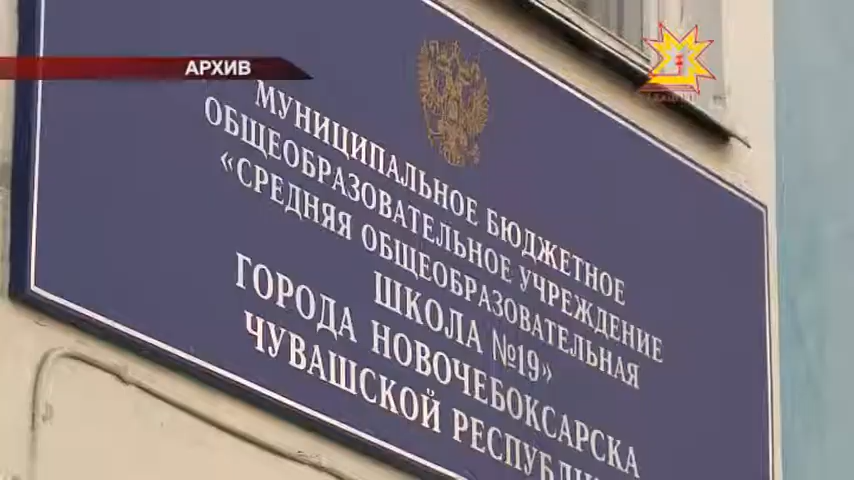 АРХИВ
МУНИЦИПАЛЬНОЕ БЮДЖЕТНОЕ
ОБЩЕОБРАЗОВАТЕЛЬНОЕ УЧРЕЖДЕНИЕ
«СРЕДНЯЯ ОБЩЕОБРАЗОВАТЕЛЬНАЯ
ШКОЛА №19»
ГОРОДА НОВОЧЕБОКСАРСКА
ЧУВАШСКОЙ